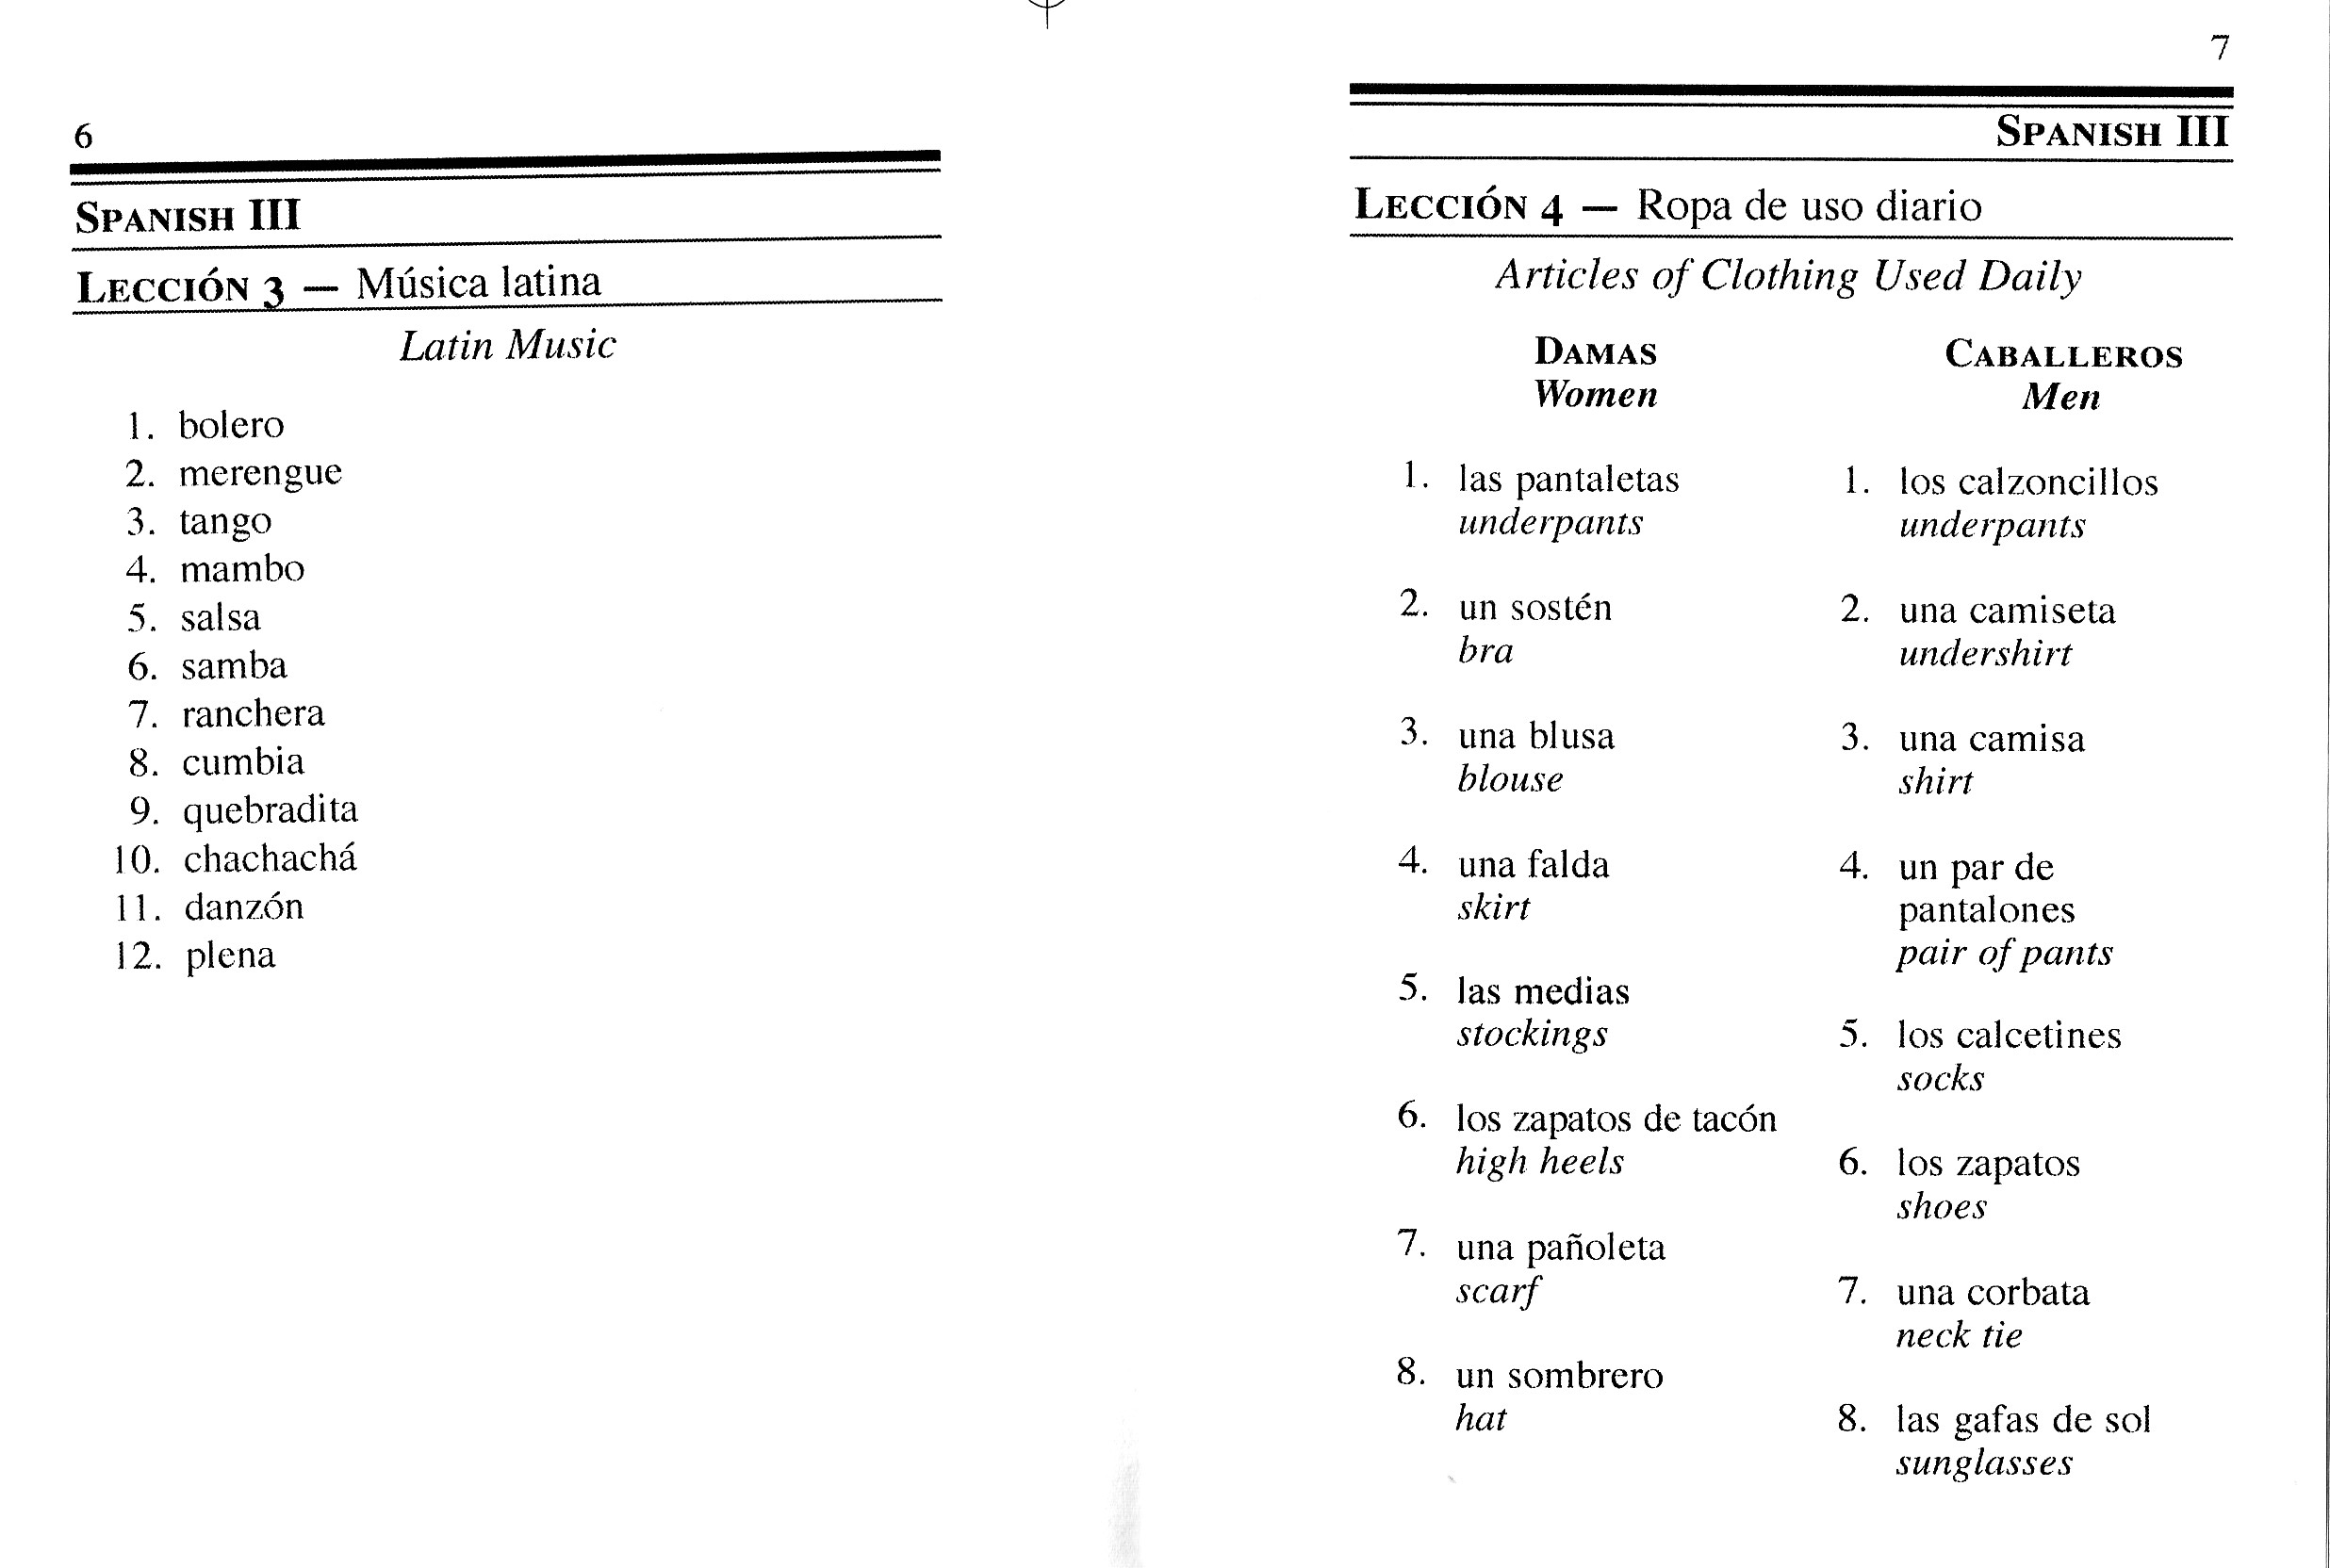 6
SPANISH III
LECCIÓN 3 — Música latina
Latin Music
1. bolero
2. merengue
3. tango
4. mambo
5. salsa
6. samba
7. ranchera
8. cumbia
9. quebradita
10. chachachá
11. danzón
12. plena
7
SPANISH III
LECCIÓN 4 — Ropa de uso diario
Articles of Clothing Used Daily
DAMAS
Women
1. las pantaletas
underpants
2. un sostén
bra
3. una blusa
blouse
4. una falda
skirt
5. las medias
stockings
6. los zapatos de tacón
high heels
7. una pañoleta
scarf
8. un sombrero
hat
CABALLEROS
Men
1. los calzoncillos
underpants
2. una camiseta
undershirt
3. una camisa
shirt
4. un par de
pantalones
pair of pants
5. los calcetines
socks
6. los zapatos
shoes
7. una corbata
neck tie
8. las gafas de sol
sunglasses